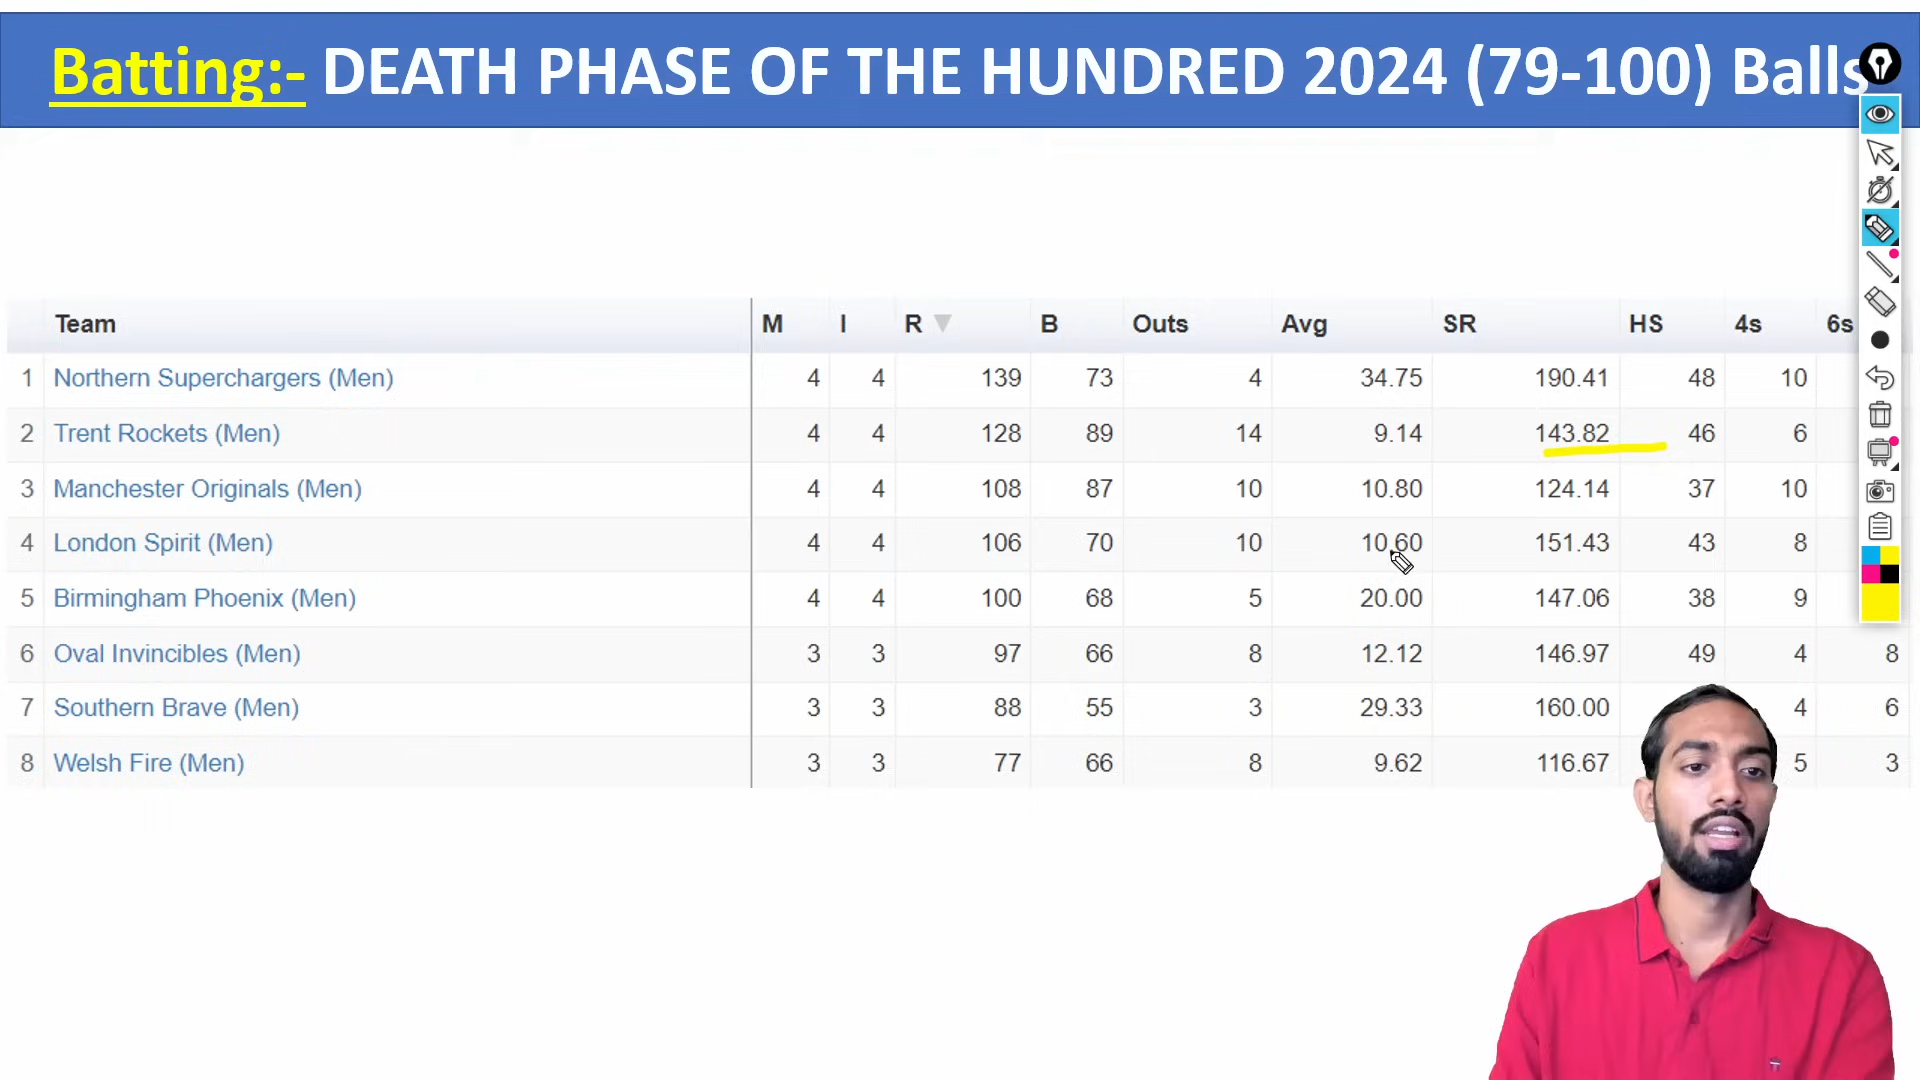 Batting:- DEATH PHASE OF THE HUNDRED 2024 (79-100) Balls
Team M I R B Outs Avg SR HS 4s 6s
1 Northern Superchargers (Men) 4 4 139 73 4 34.75 190.41 48 10
2 Trent Rockets (Men) 4 4 128 89 14 9.14 143.82 46 6
3 Manchester Originals (Men) 4 4 108 87 10 10.80 124.14 37 10
4 London Spirit (Men) 4 4 106 70 10 10.60 151.43 43 8
5 Birmingham Phoenix (Men) 4 4 100 68 5 20.00 147.06 38 9
6 Oval Invincibles (Men) 3 3 97 66 8 12.12 146.97 49 4 8
7 Southern Brave (Men) 3 3 88 55 3 29.33 160.00 4 6
8 Welsh Fire (Men) 3 3 77 66 8 9.62 116.67 5 3